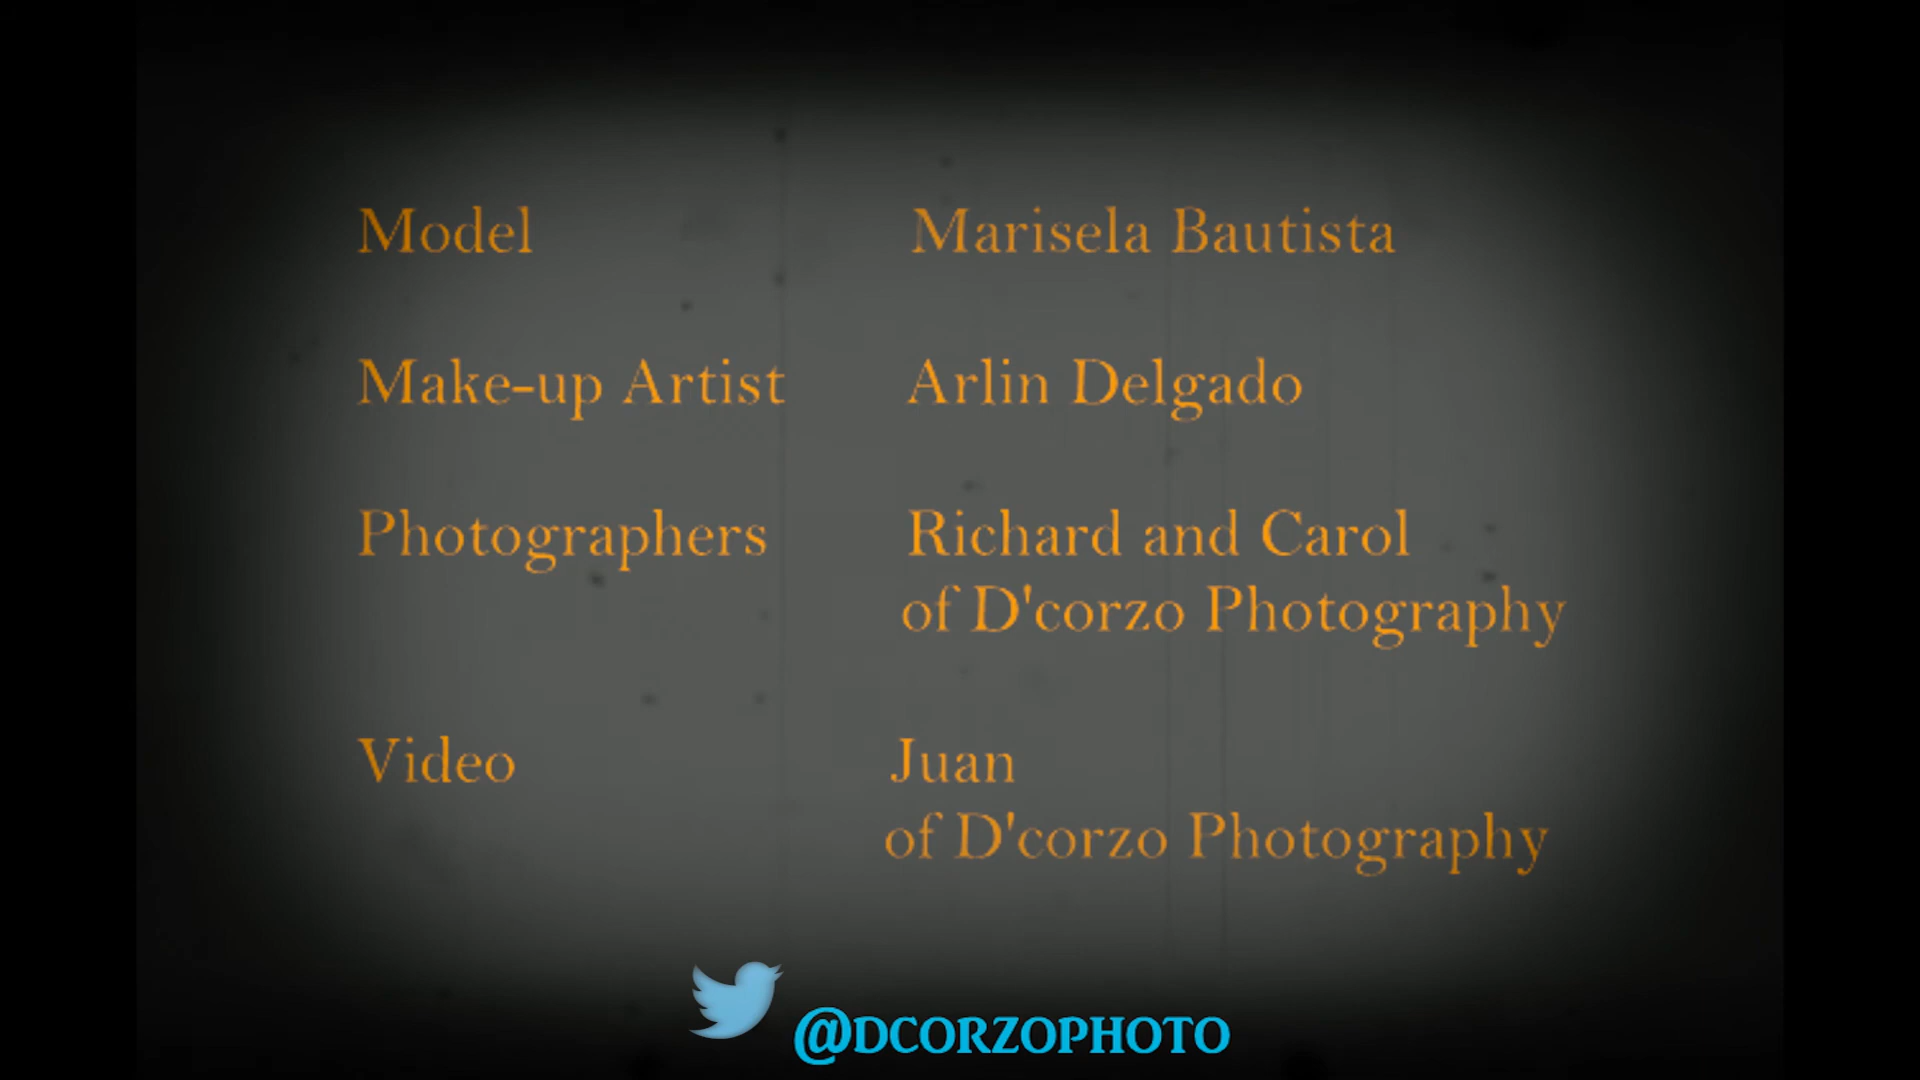 Model Marisela Bautista
Make-up Artist Arlin Delgado
Photographers Richard and Carol
of D'corzo Photography
Video Juan
of D'corzo Photography
@DCORZOPHOTO